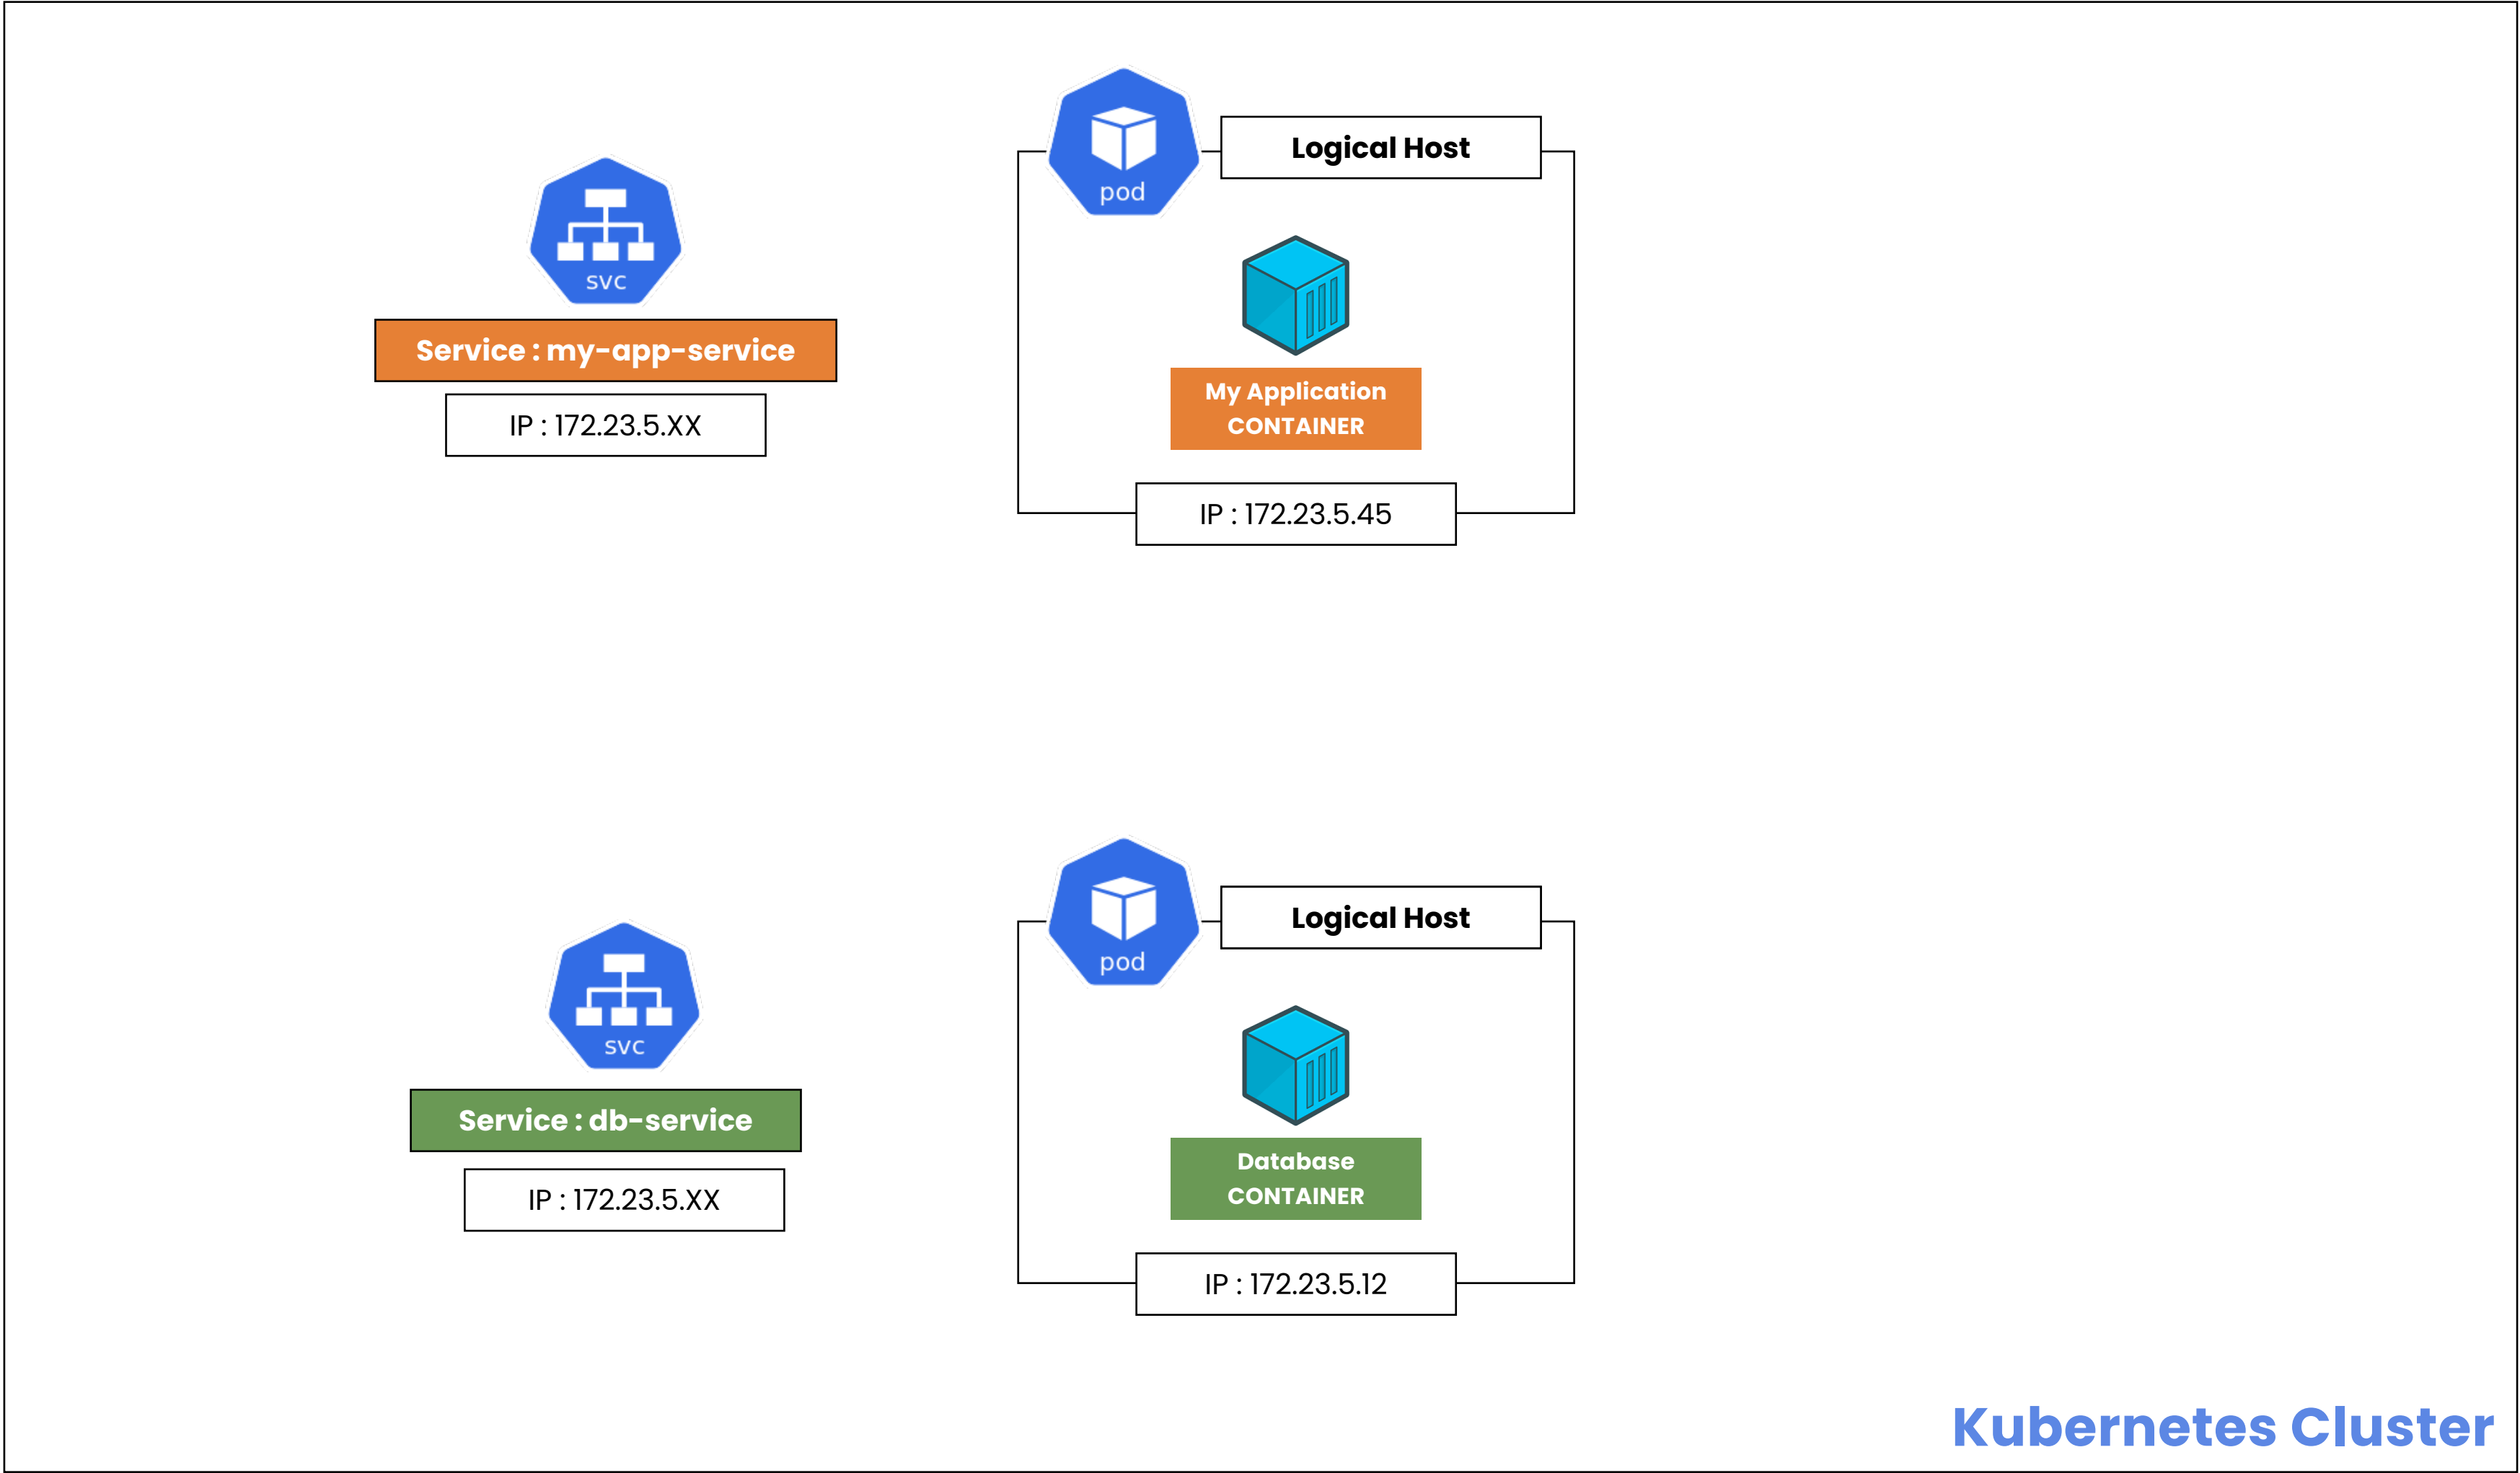 pod
Logical Host
svc
Service : my-app-service
IP : 172.23.5.XX
My Application
CONTAINER
IP : 172.23.5.45
pod
Logical Host
svc
Service : db-service
IP : 172.23.5.XX
Database
CONTAINER
IP : 172.23.5.12
Kubernetes Cluster